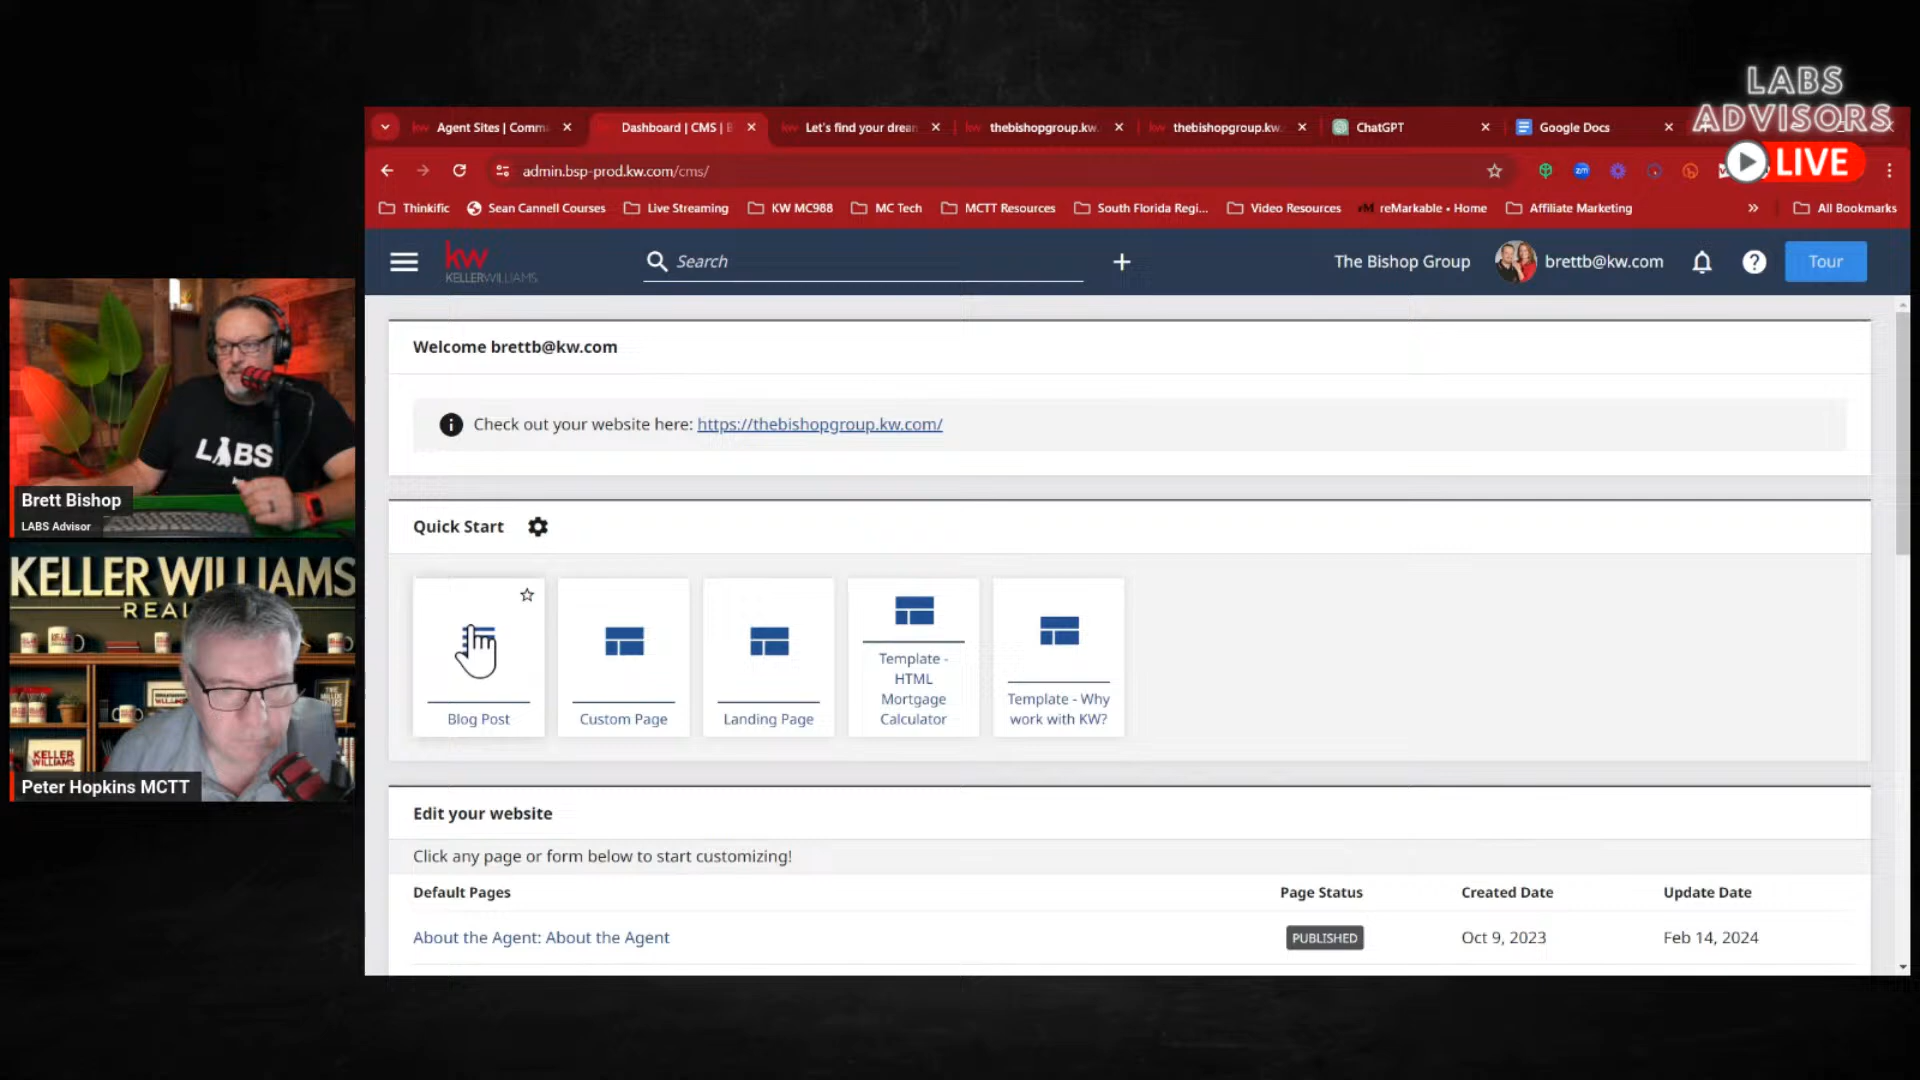 LABS
ADVISORS
LIVE
Agent Sites | Comm
Dashboard | CMS | B
Let's find your drean
thebishopgroup.kw.
thebishopgroup.kw.
ChatGPT
Google Docs
admin.bsp-prod.kw.com/cms/
zm
Thinkific
Sean Cannell Courses
Live Streaming
KW MC988
MC Tech
MCTT Resources
South Florida Regi...
Video Resources
rM reMarkable • Home
Affiliate Marketing
»
All Bookmarks
kw
KELLERWILLIAMS
Search
The Bishop Group
brettb@kw.com
Tour
Welcome brettb@kw.com
Check out your website here: https://thebishopgroup.kw.com/
Quick Start
Blog Post
Custom Page
Landing Page
Template -
HTML
Mortgage
Calculator
Template - Why
work with KW?
Edit your website
Click any page or form below to start customizing!
Default Pages
Page Status
Created Date
Update Date
About the Agent: About the Agent
PUBLISHED
Oct 9, 2023
Feb 14, 2024
LABS
Brett Bishop
LABS Advisor
KELLER WILLIAMS
REAL
KELLER
WILLIAMS
Peter Hopkins MCTT